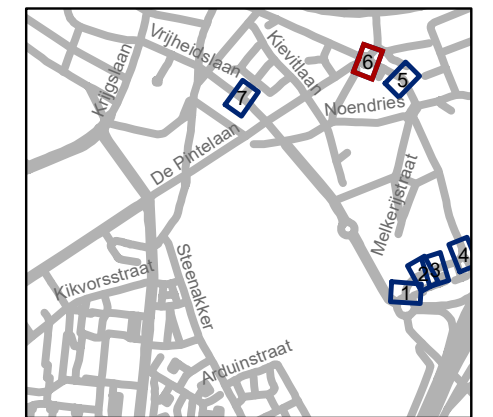 Vrijheidslaan
Kievitlaan
6
5
Krijgslaan
7
Noendries
De Pintelaan
Melkerijstraat
4
2
3
1
Kikvorsstraat
Steenakker
Arduinstraat